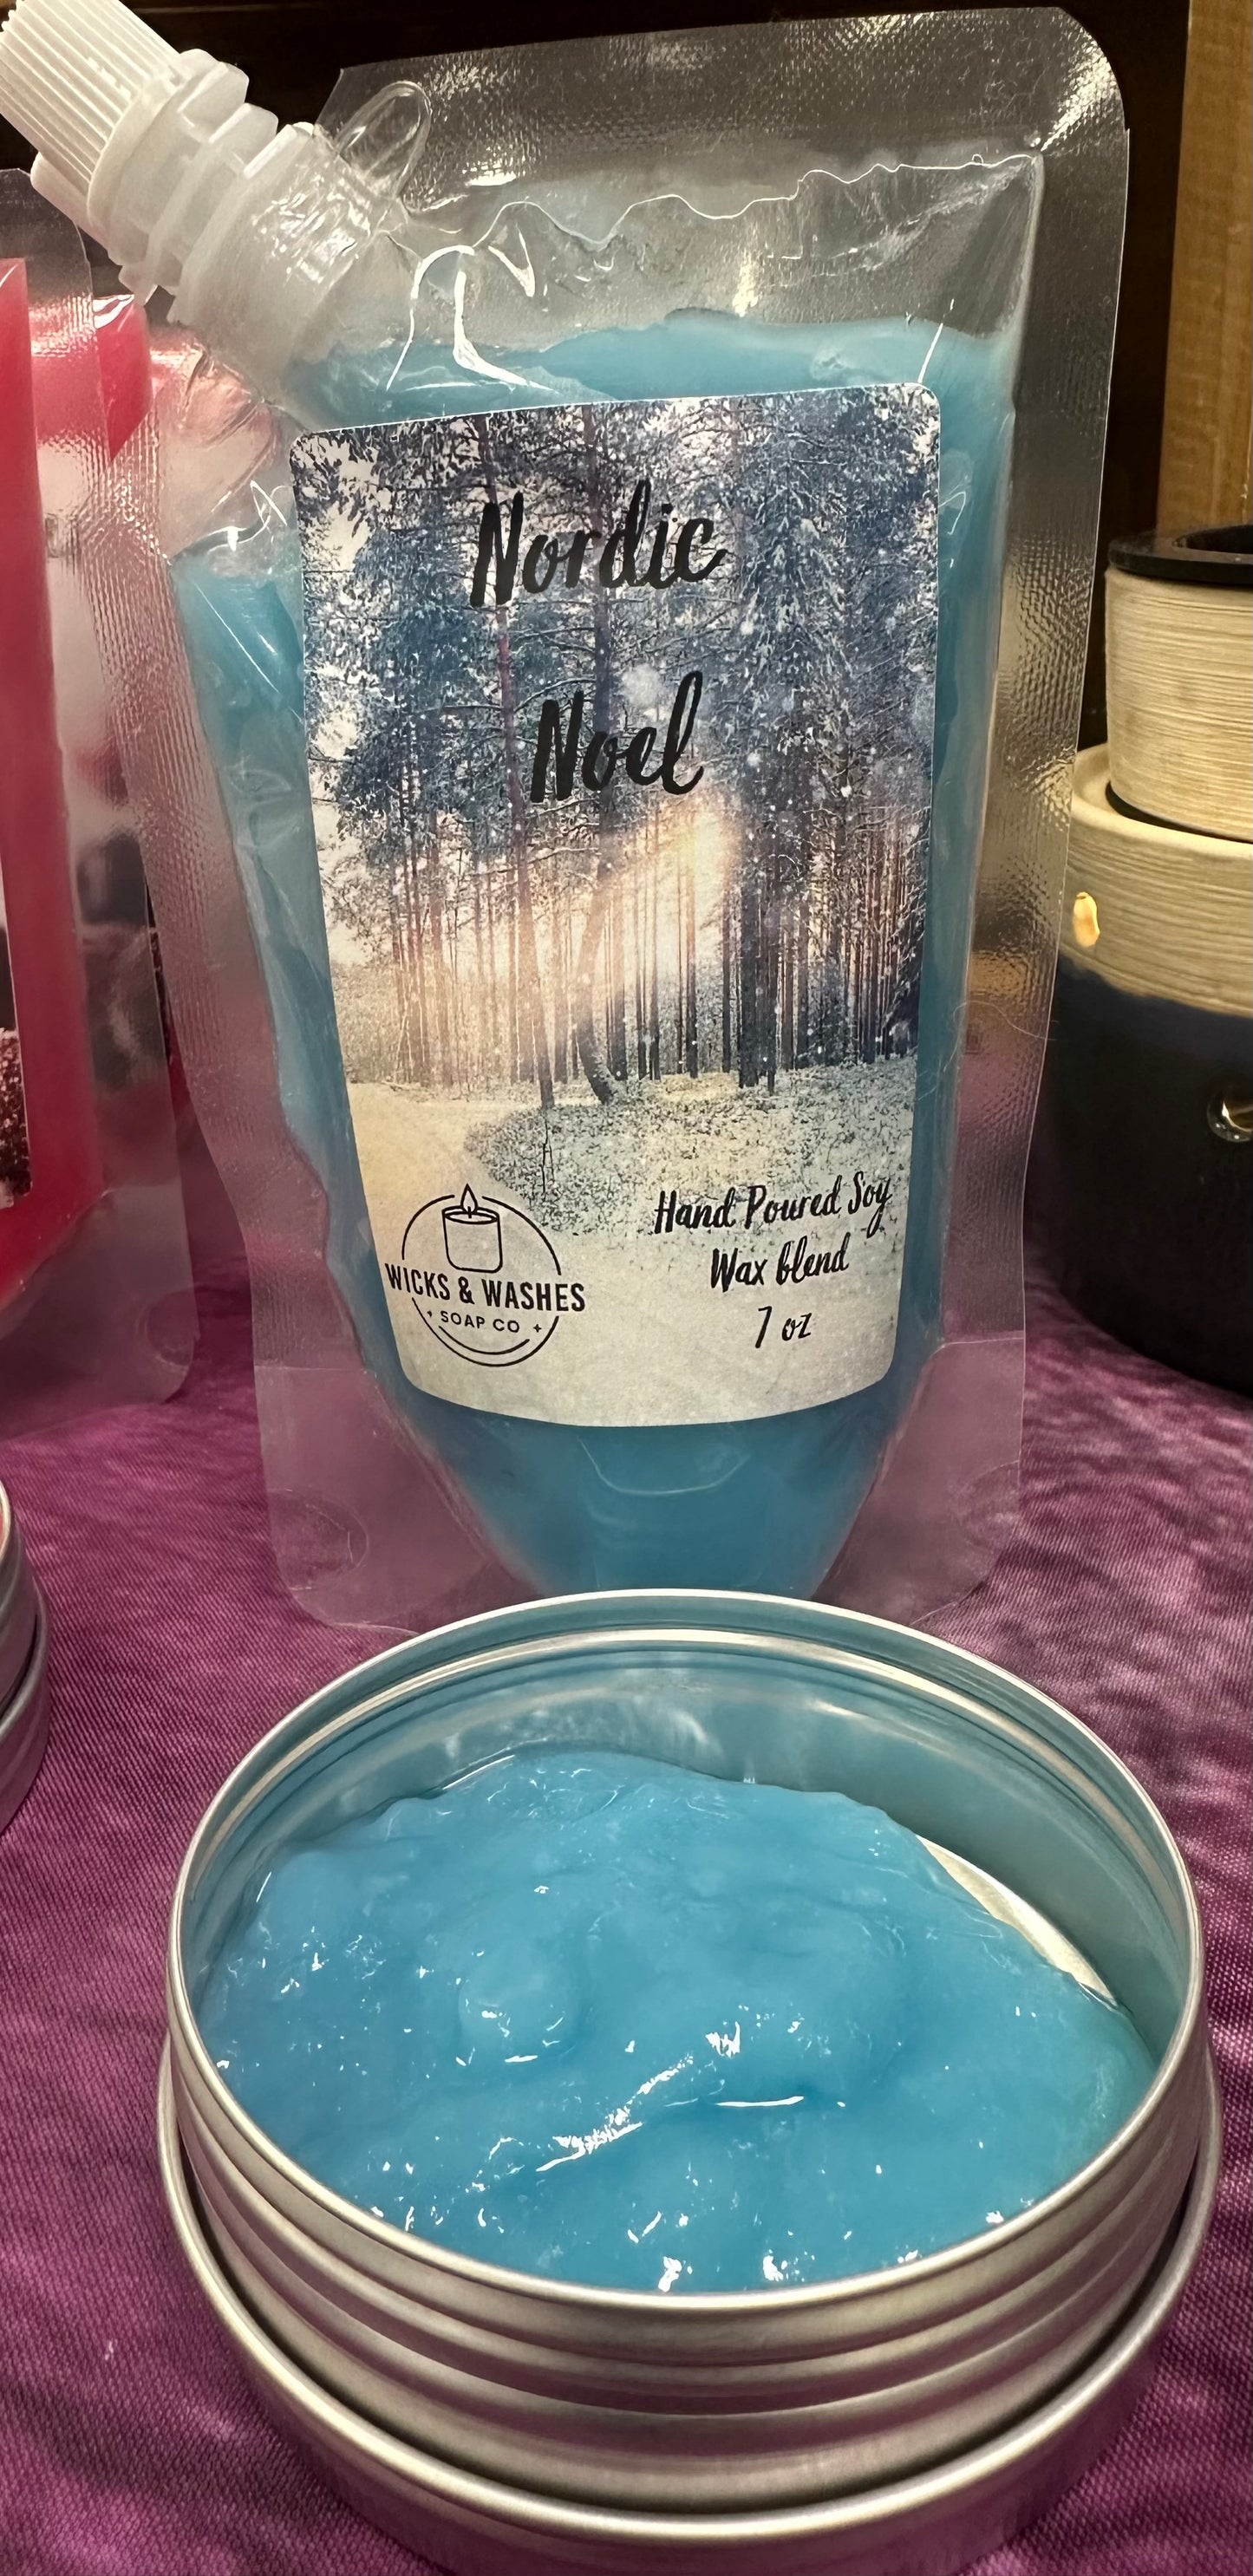 Nordic
Noel
Hand Poured Soy
Wax blend
7 oz
WICKS & WASHES
SOAP CO